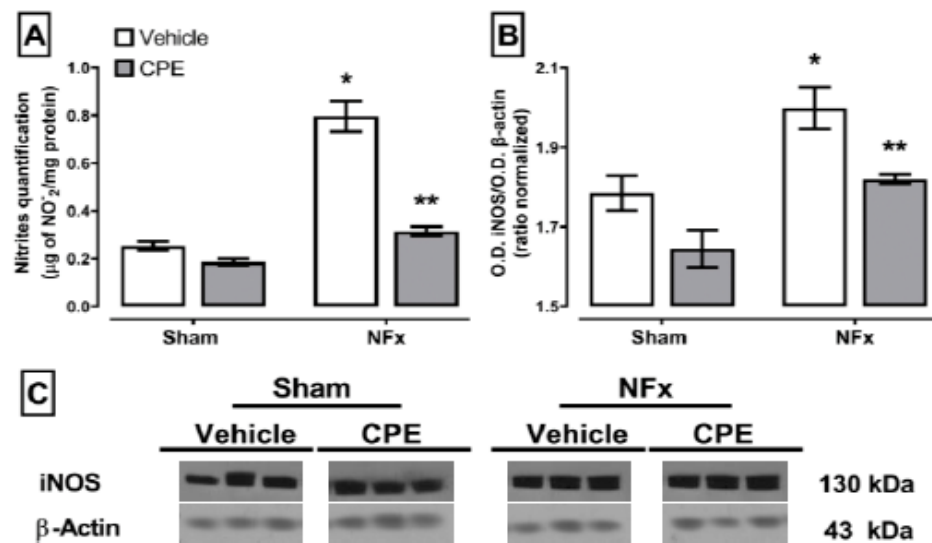 A
Vehicle
CPE
Nitrites quantification
(µg of NO⁻₂/mg protein)
1.0
0.8
0.6
0.4
0.2
0.0
*
**
Sham
NFx
B
O.D. iNOS/O.D. β-actin
(ratio normalized)
2.1
1.9
1.7
1.5
*
**
Sham
NFx
C
Sham
NFx
Vehicle
CPE
Vehicle
CPE
iNOS
130 kDa
β-Actin
43 kDa